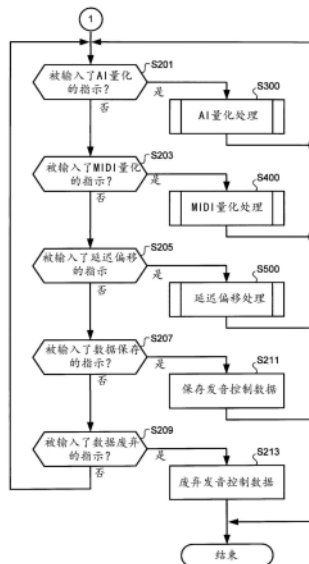 1
S201
被输入了AI量化
的指示?
是
否
S300
AI量化处理
S203
被输入了MIDI量化
的指示?
是
否
S400
MIDI量化处理
S205
被输入了延迟偏移
的指示
是
否
S500
延迟偏移处理
S207
被输入了数据保存
的指示?
是
否
S211
保存发音控制数据
S209
被输入了数据废弃
的指示?
是
否
S213
废弃发音控制数据
结束